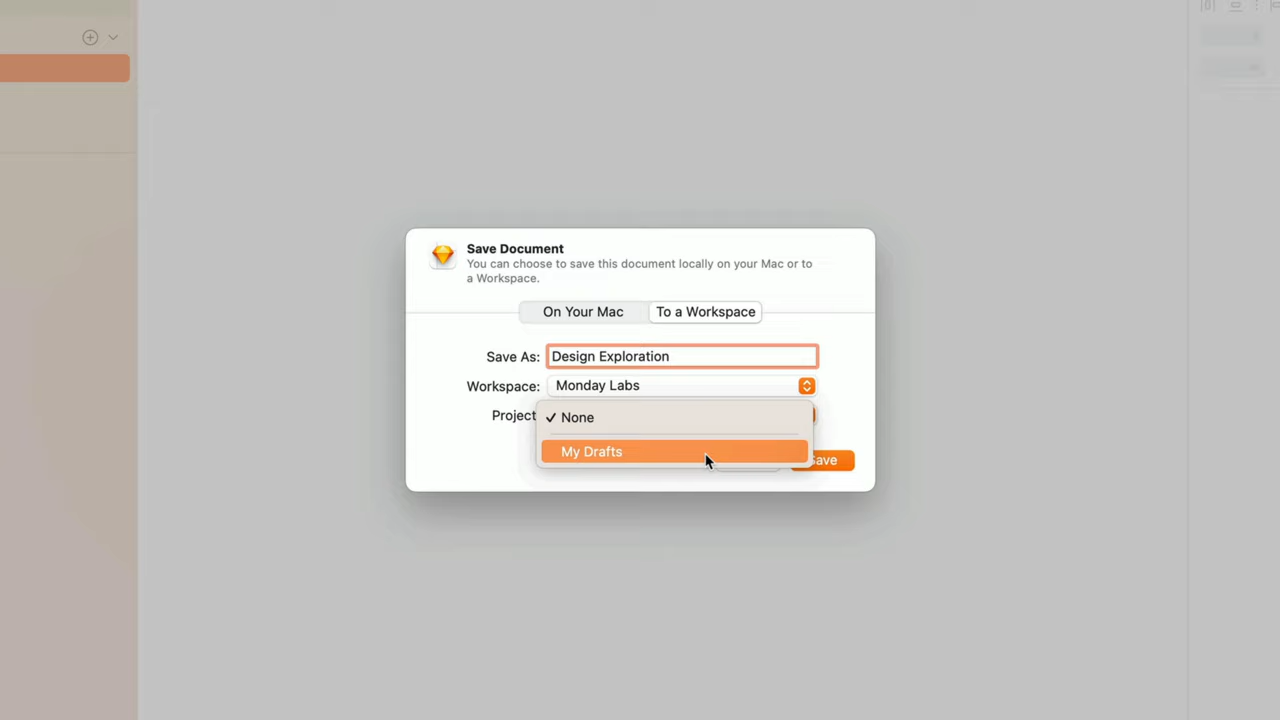 Save Document
You can choose to save this document locally on your Mac or to
a Workspace.
On Your Mac
To a Workspace
Save As:
Design Exploration
Workspace:
Monday Labs
Project
None
My Drafts
Save